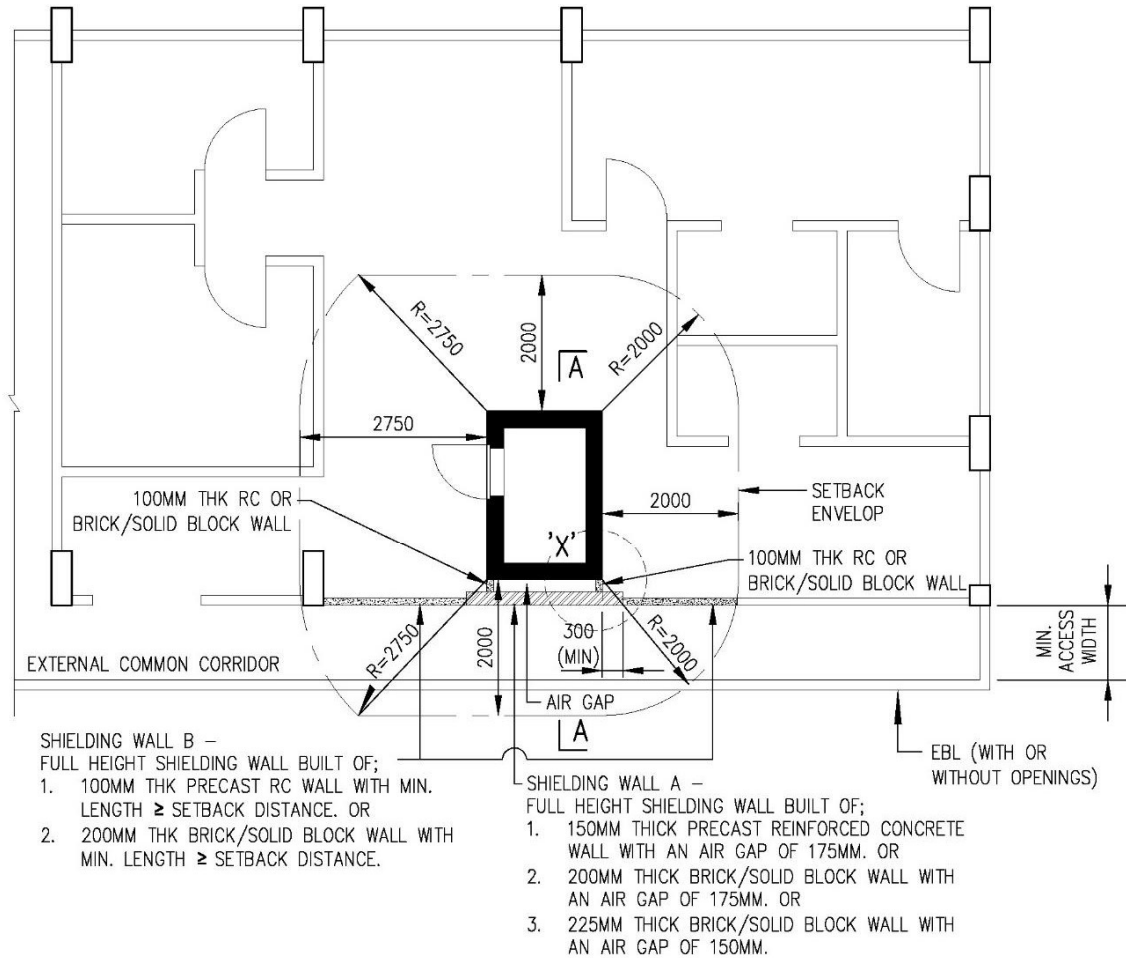 R=2750
2000
A
R=2000
2750
100MM THK RC OR
BRICK/SOLID BLOCK WALL
2000
SETBACK
ENVELOP
'X'
100MM THK RC OR
BRICK/SOLID BLOCK WALL
R=2750
2000
300
(MIN)
R=2000
MIN.
ACCESS
WIDTH
EXTERNAL COMMON CORRIDOR
AIR GAP
A
EBL (WITH OR
WITHOUT OPENINGS)
SHIELDING WALL B –
FULL HEIGHT SHIELDING WALL BUILT OF;
1. 100MM THK PRECAST RC WALL WITH MIN.
LENGTH ≥ SETBACK DISTANCE. OR
2. 200MM THK BRICK/SOLID BLOCK WALL WITH
MIN. LENGTH ≥ SETBACK DISTANCE.
SHIELDING WALL A –
FULL HEIGHT SHIELDING WALL BUILT OF;
1. 150MM THICK PRECAST REINFORCED CONCRETE
WALL WITH AN AIR GAP OF 175MM. OR
2. 200MM THICK BRICK/SOLID BLOCK WALL WITH
AN AIR GAP OF 175MM. OR
3. 225MM THICK BRICK/SOLID BLOCK WALL WITH
AN AIR GAP OF 150MM.